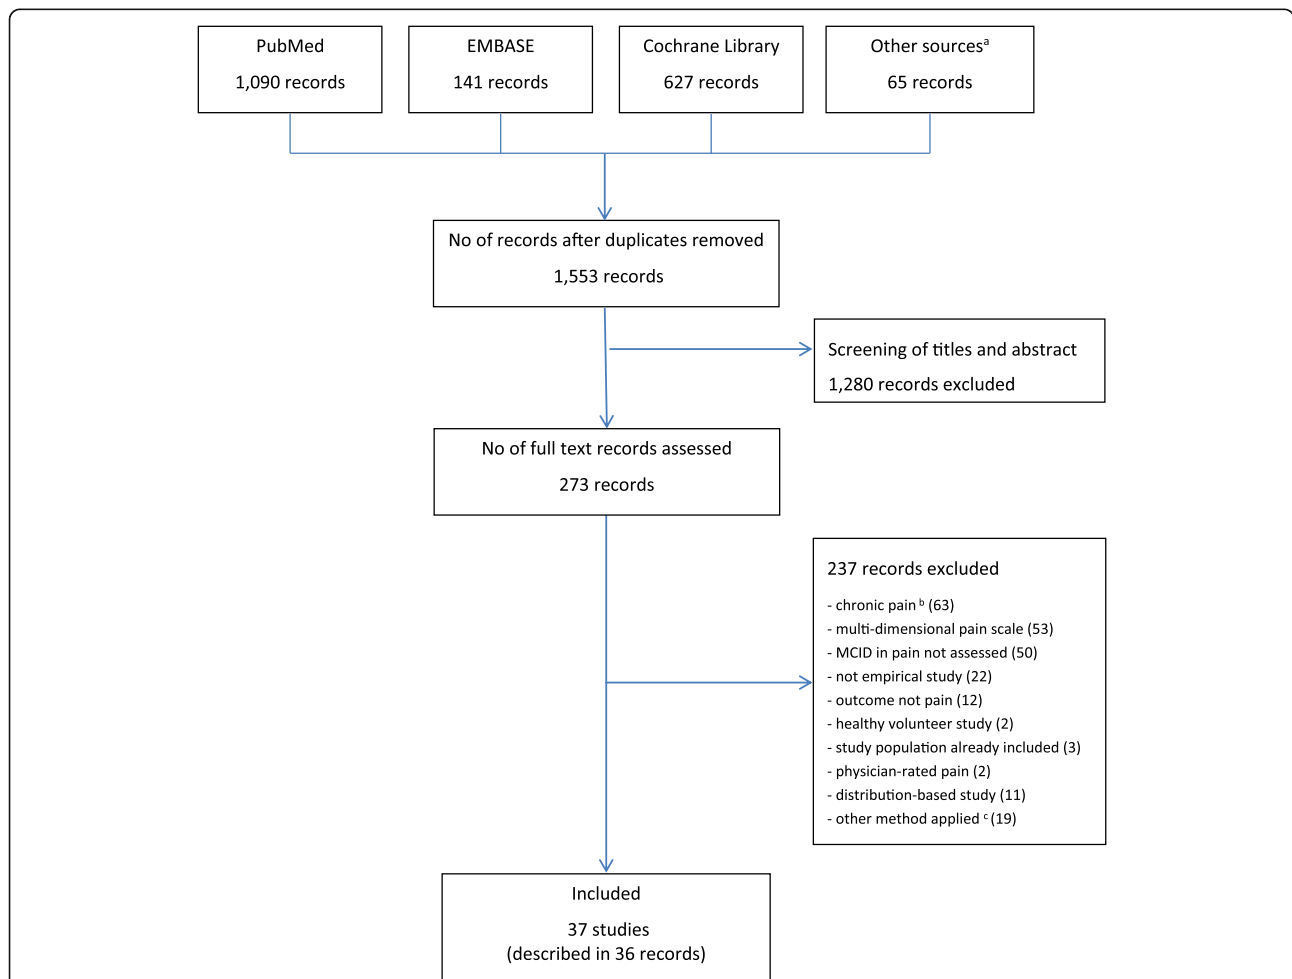 PubMed
1,090 records
EMBASE
141 records
Cochrane Library
627 records
Other sourcesᵃ
65 records
No of records after duplicates removed
1,553 records
Screening of titles and abstract
1,280 records excluded
No of full text records assessed
273 records
237 records excluded
- chronic pain ᵇ (63)
- multi-dimensional pain scale (53)
- MCID in pain not assessed (50)
- not empirical study (22)
- outcome not pain (12)
- healthy volunteer study (2)
- study population already included (3)
- physician-rated pain (2)
- distribution-based study (11)
- other method applied ᶜ (19)
Included
37 studies
(described in 36 records)